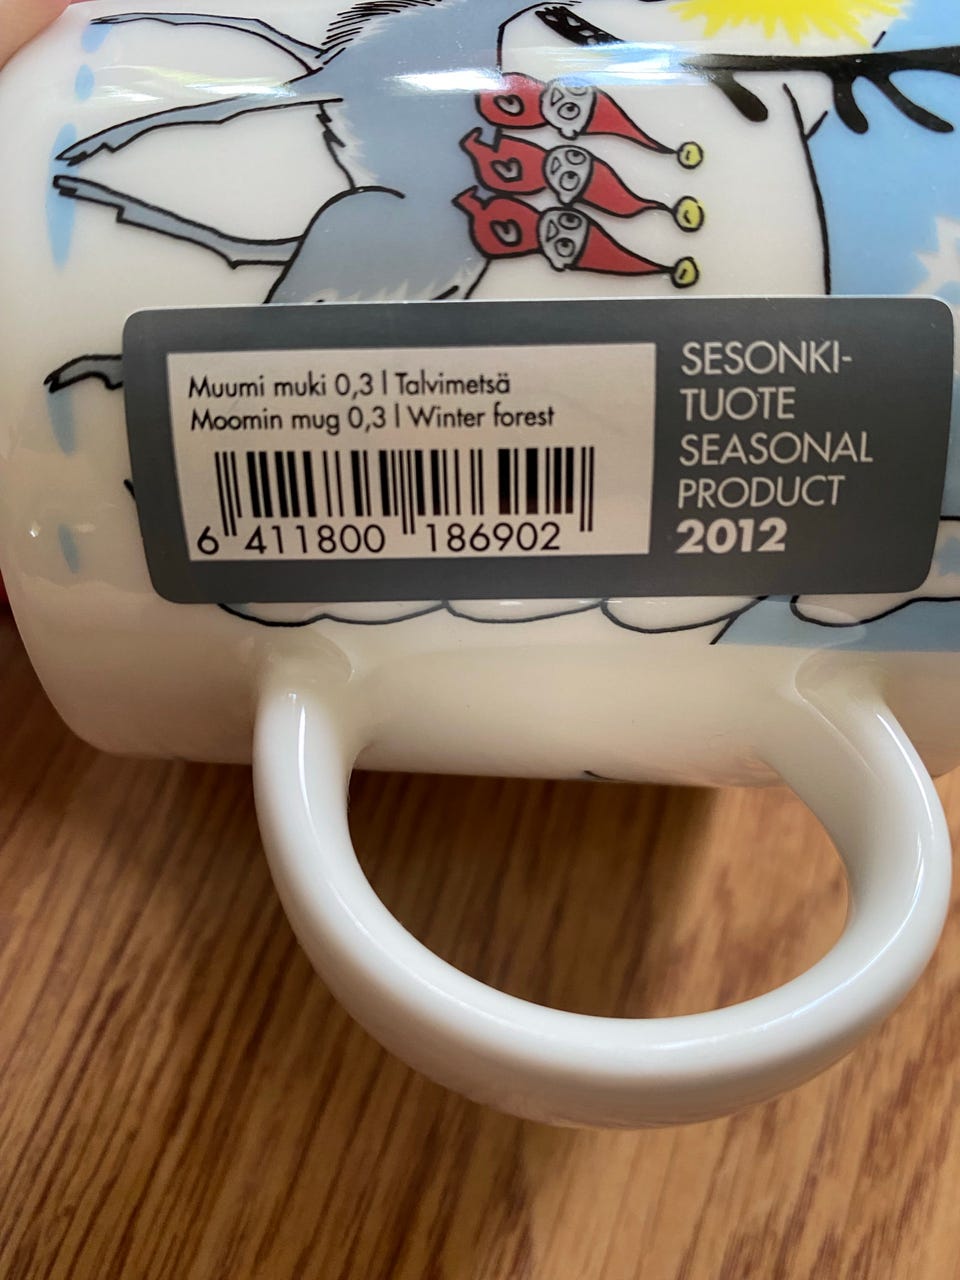 Muumi muki 0,3 l Talvimetsä
Moomin mug 0,3 l Winter forest
6 411800 186902
SESONKI-
TUOTE
SEASONAL
PRODUCT
2012